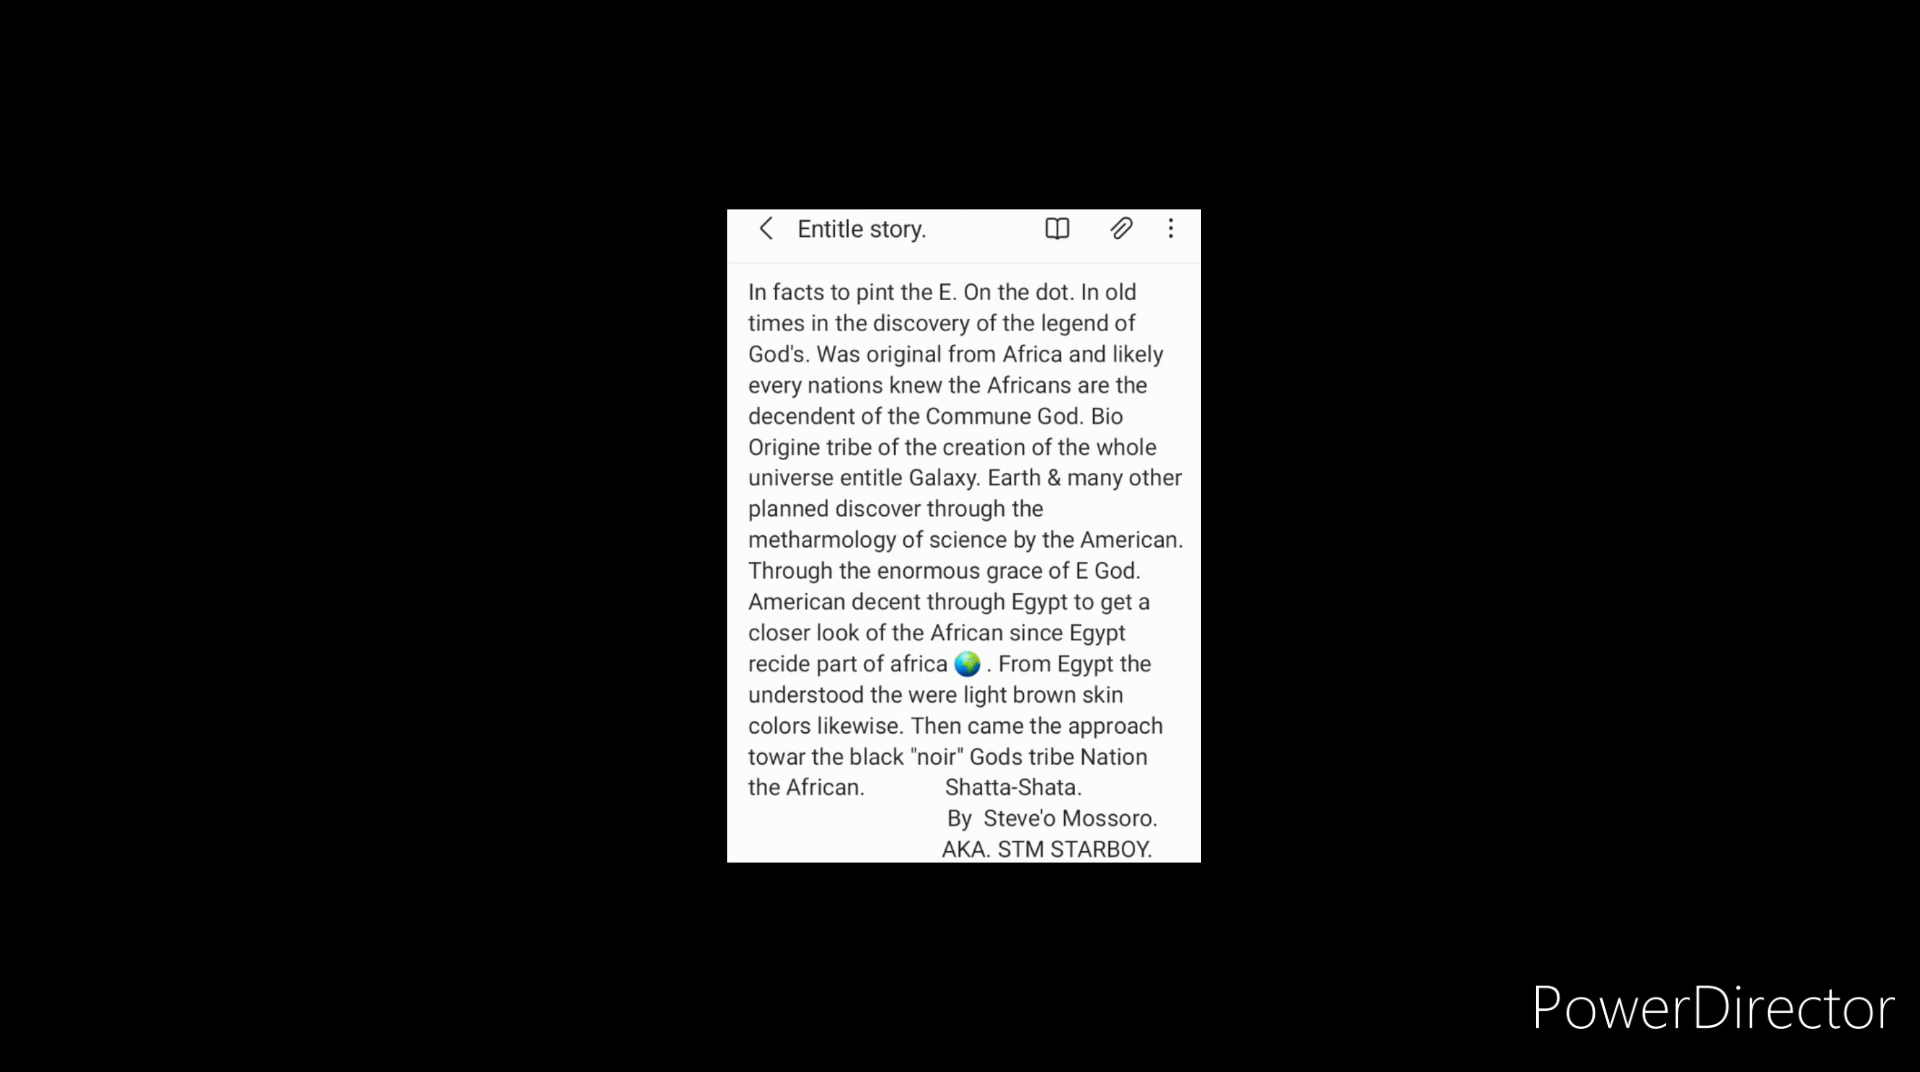 Entitle story.
In facts to pint the E. On the dot. In old
times in the discovery of the legend of
God's. Was original from Africa and likely
every nations knew the Africans are the
decendent of the Commune God. Bio
Origine tribe of the creation of the whole
universe entitle Galaxy. Earth & many other
planned discover through the
metharmology of science by the American.
Through the enormous grace of E God.
American decent through Egypt to get a
closer look of the African since Egypt
recide part of africa 🌍 . From Egypt the
understood the were light brown skin
colors likewise. Then came the approach
towar the black "noir" Gods tribe Nation
the African. Shatta-Shata.
By Steve'o Mossoro.
AKA. STM STARBOY.
PowerDirector